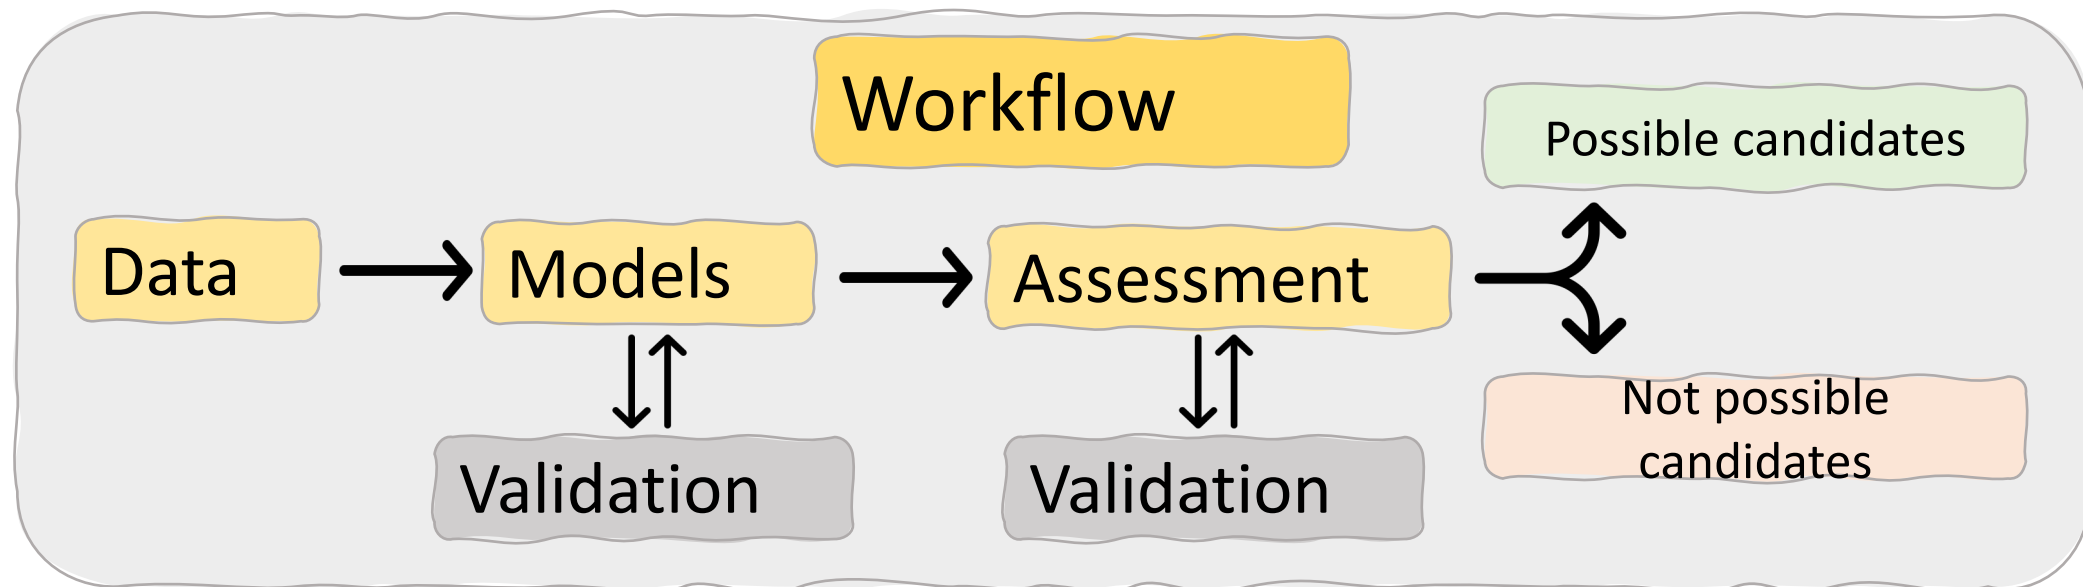 Workflow
Possible candidates
Data
Models
Assessment
Not possible
candidates
Validation
Validation